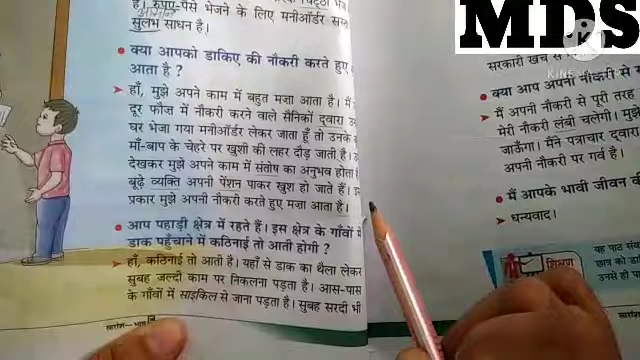 है। रुपए-पैसे भेजने के लिए मनीऑर्डर
सुलभ साधन है।
क्या आपको डाकिए की नौकरी करते हुए
आता है ?
हाँ, मुझे अपने काम में बहुत मज़ा आता है। मैं
दूर फौज में नौकरी करने वाले सैनिकों द्वारा
घर भेजा गया मनीऑर्डर लेकर जाता हूँ तो उनके
माँ-बाप के चेहरे पर खुशी की लहर दौड़ जाती है।
देखकर मुझे अपने काम में संतोष का अनुभव होता
बूढ़े व्यक्ति अपनी पेंशन पाकर खुश हो जाते हैं।
प्रकार मुझे अपनी नौकरी करते हुए मज़ा आता है।
आप पहाड़ी क्षेत्र में रहते हैं। इस क्षेत्र के गाँवों में
डाक पहुँचाने में कठिनाई तो आती होगी ?
हाँ, कठिनाई तो आती है। यहाँ से डाक का थैला लेकर
सुबह जल्दी काम पर निकलना पड़ता है। आस-पास
के गाँवों में साइकिल से जाना पड़ता है। सुबह सरदी भी
सारांश—भाग
MDS
सरकारी खर्च से
क्या आप अपनी नौकरी से
मैं अपनी नौकरी से पूरी तरह
मेरी नौकरी लंबी चलेगी। मुझे
जाऊँगा। मैंने पत्राचार द्वारा
अपनी नौकरी पर गर्व है।
मैं आपके भावी जीवन की
धन्यवाद।
शिक्षण
यह पाठ
छात्र को
उनसे ही